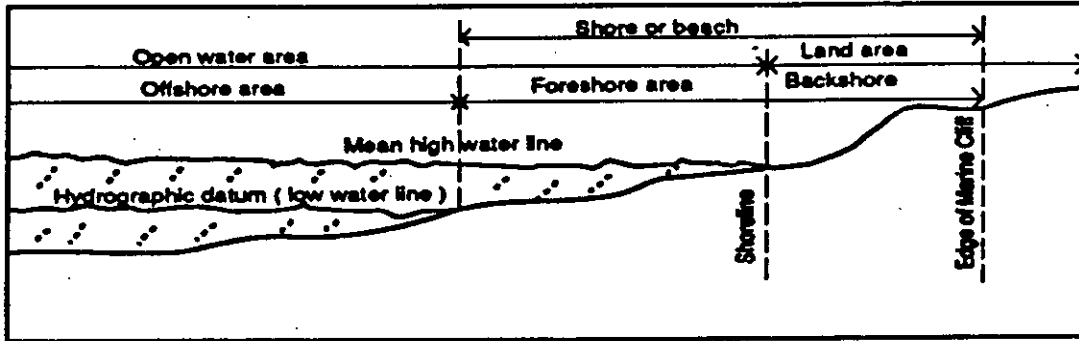 Shore or beach
Open water area
Land area
Offshore area
Foreshore area
Backshore
Mean high water line
Hydrographic datum ( low water line )
Shoreline
Edge of Marine Cliff